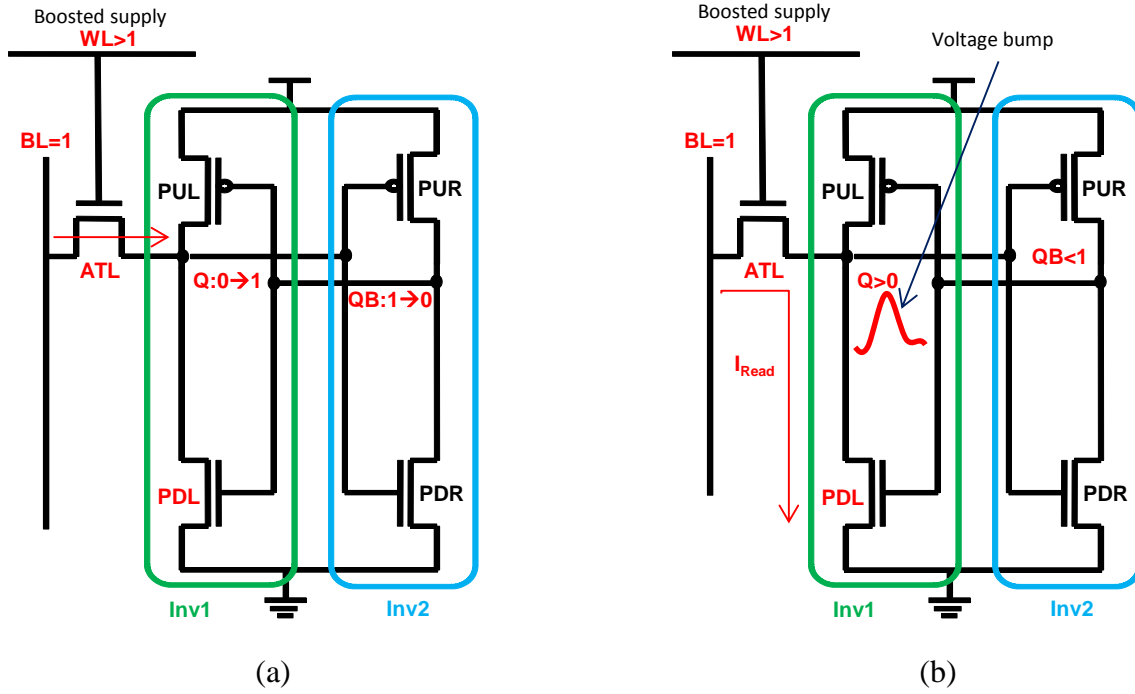 Boosted supply
WL>1
BL=1
PUL
PUR
ATL
Q:0→1
QB:1→0
PDL
PDR
Inv1
Inv2
(a)
Boosted supply
WL>1
Voltage bump
BL=1
PUL
PUR
ATL
Q>0
QB<1
IRead
PDL
PDR
Inv1
Inv2
(b)